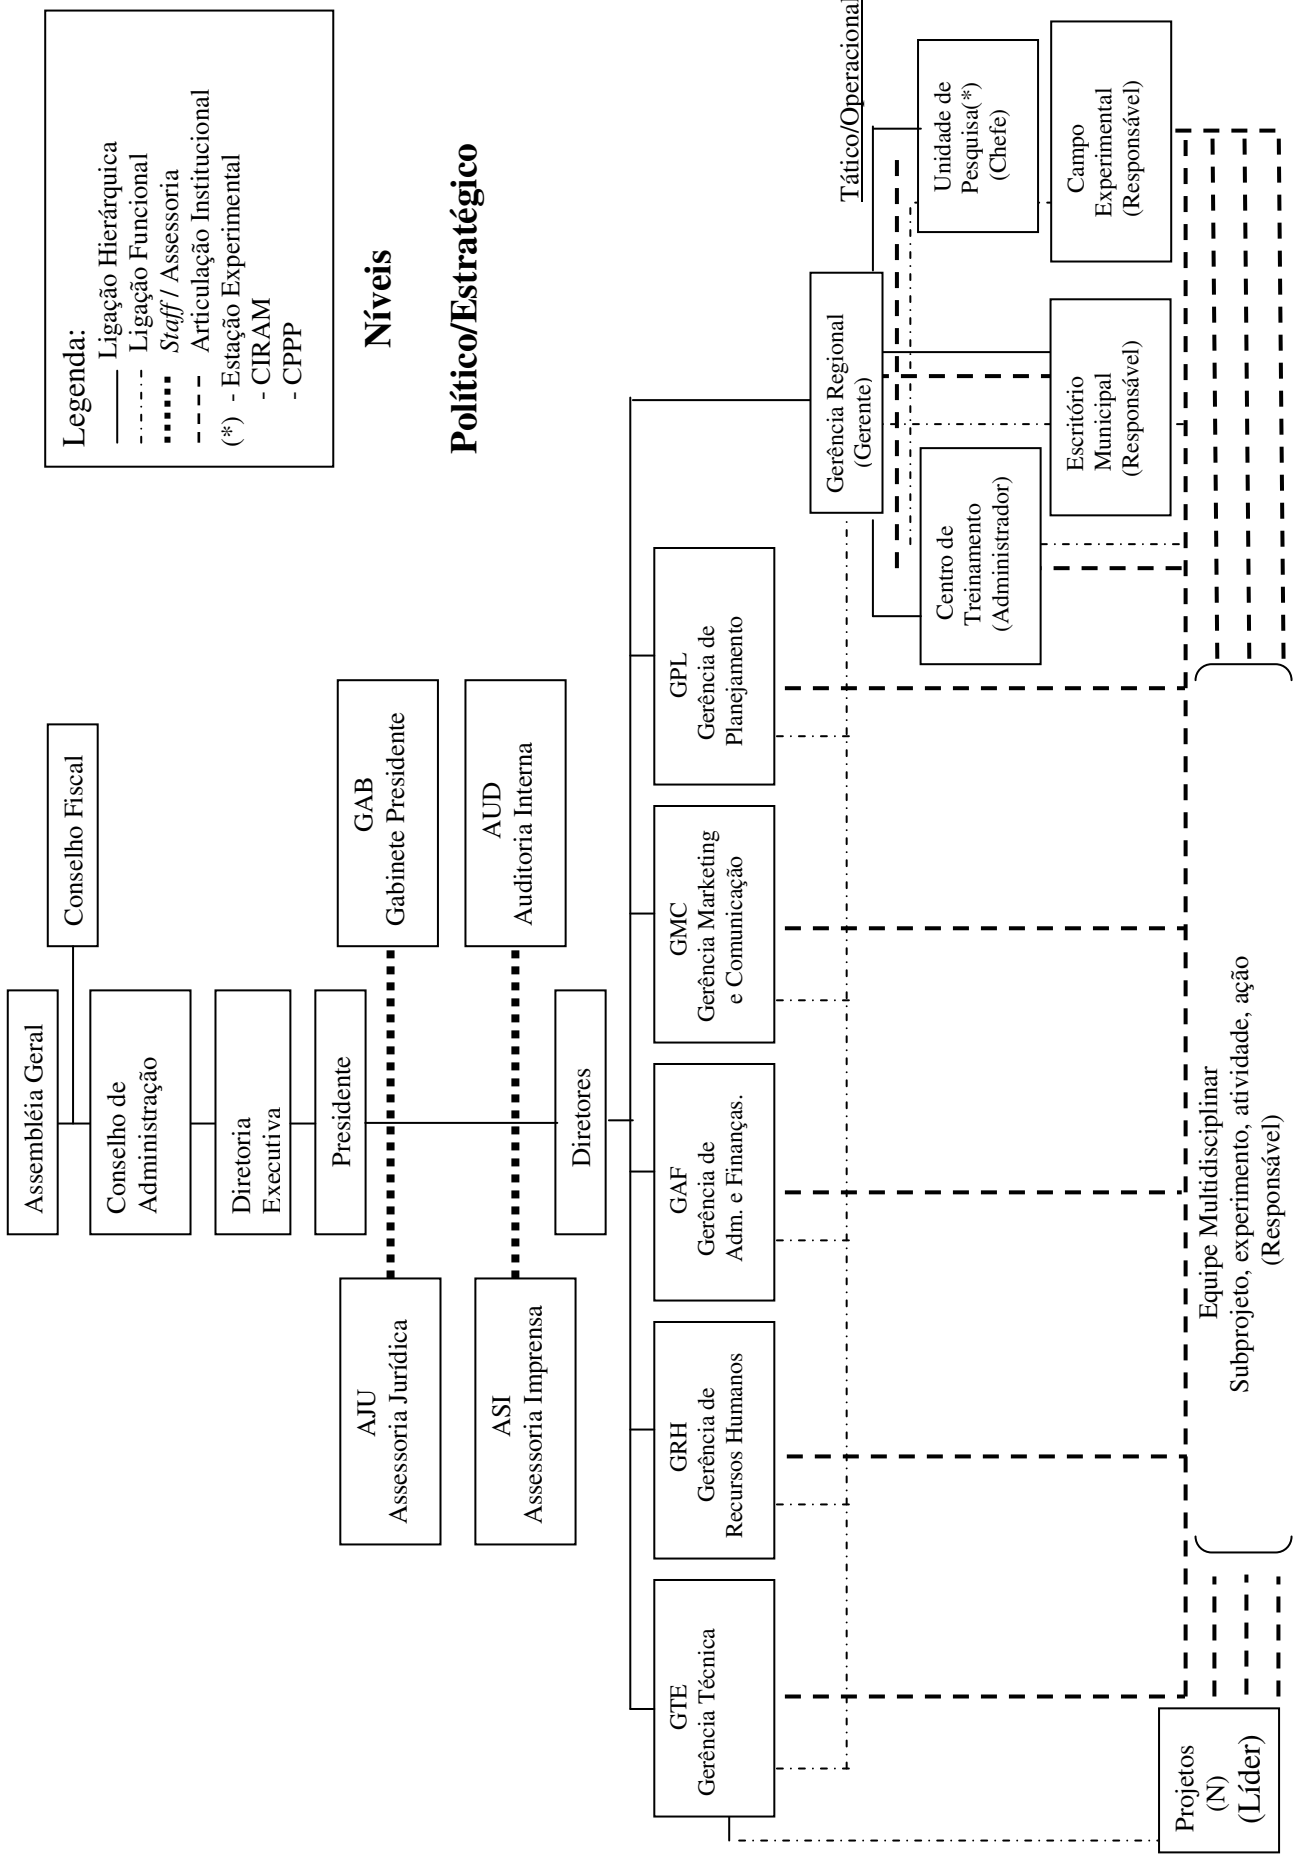 Legenda:
Ligação Hierárquica
Ligação Funcional
Staff / Assessoria
Articulação Institucional
(*) - Estação Experimental
- CIRAM
- CPPP
Níveis
Político/Estratégico
Tático/Operacional
Assembléia Geral
Conselho Fiscal
Conselho de
Administração
Diretoria
Executiva
Presidente
AJU
Assessoria Jurídica
GAB
Gabinete Presidente
ASI
Assessoria Imprensa
AUD
Auditoria Interna
Diretores
GTE
Gerência Técnica
GRH
Gerência de
Recursos Humanos
GAF
Gerência de
Adm. e Finanças.
GMC
Gerência Marketing
e Comunicação
GPL
Gerência de
Planejamento
Gerência Regional
(Gerente)
Centro de
Treinamento
(Administrador)
Unidade de
Pesquisa(*)
(Chefe)
Escritório
Municipal
(Responsável)
Campo
Experimental
(Responsável)
Projetos
(N)
(Líder)
Equipe Multidisciplinar
Subprojeto, experimento, atividade, ação
(Responsável)